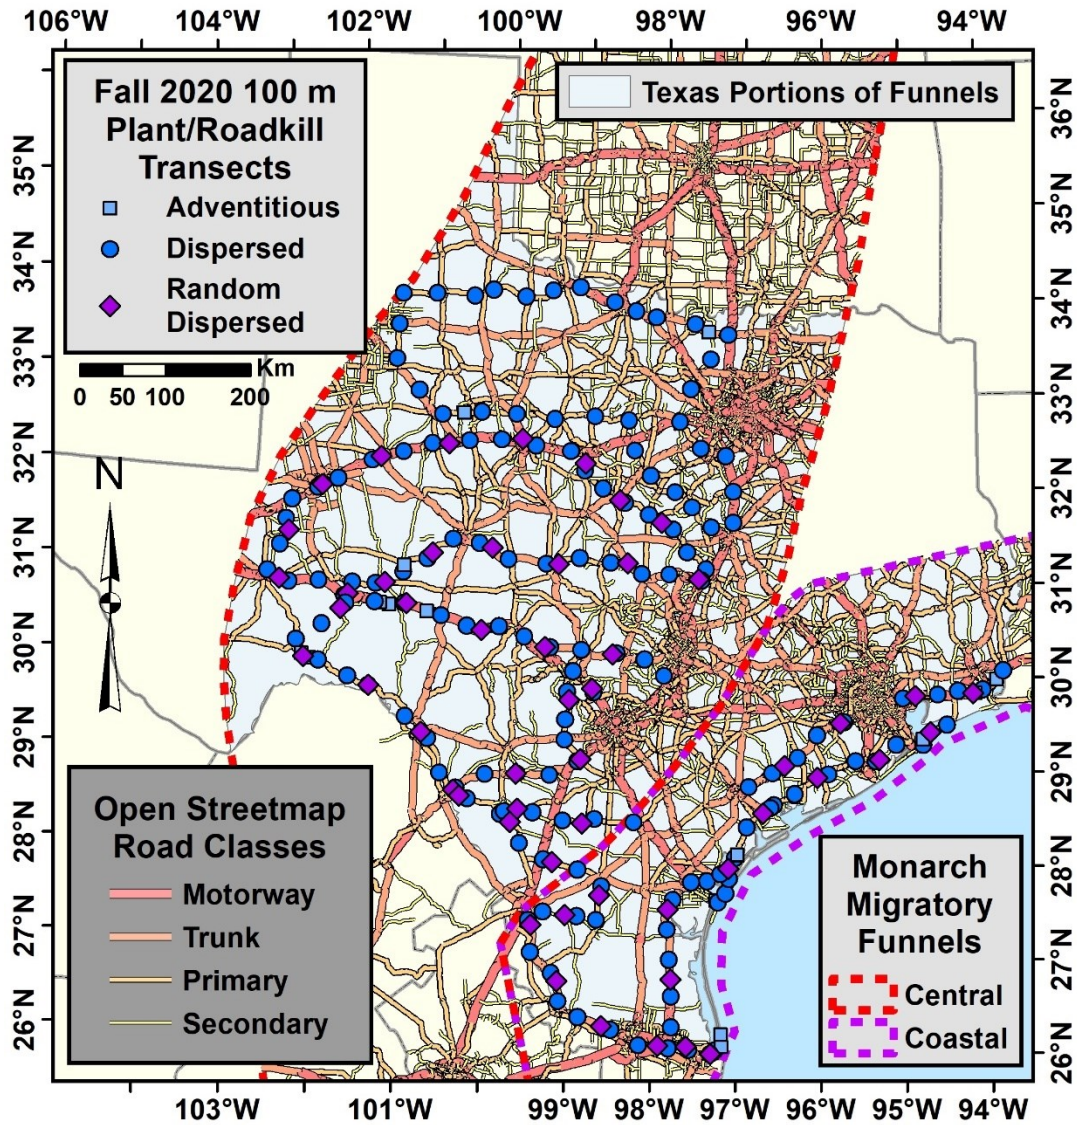 106°W 102°W 100°W 98°W 96°W 94°W
Fall 2020 100 m
Plant/Roadkill
Transects
Adventitious
Dispersed
Random
Dispersed
Texas Portions of Funnels
Km
0 50 100 200
N
35°N
34°N
33°N
32°N
31°N
30°N
29°N
28°N
27°N
26°N
36°N
35°N
34°N
33°N
32°N
31°N
30°N
29°N
28°N
27°N
26°N
Open Streetmap
Road Classes
Motorway
Trunk
Primary
Secondary
Monarch
Migratory
Funnels
Central
Coastal
103°W 101°W 99°W 98°W 97°W 96°W 95°W 94°W